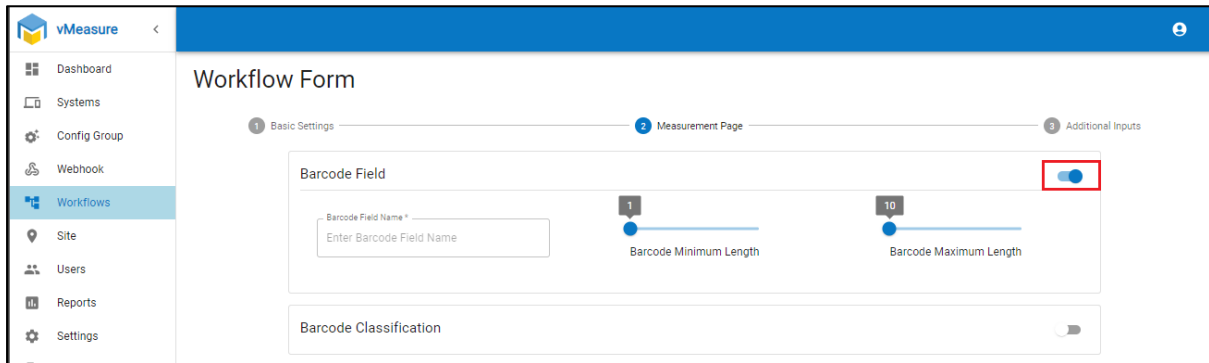 vMeasure
Dashboard
Systems
Config Group
Webhook
Workflows
Site
Users
Reports
Settings
Workflow Form
1 Basic Settings
2 Measurement Page
3 Additional Inputs
Barcode Field
Barcode Field Name *
Enter Barcode Field Name
1
Barcode Minimum Length
10
Barcode Maximum Length
Barcode Classification